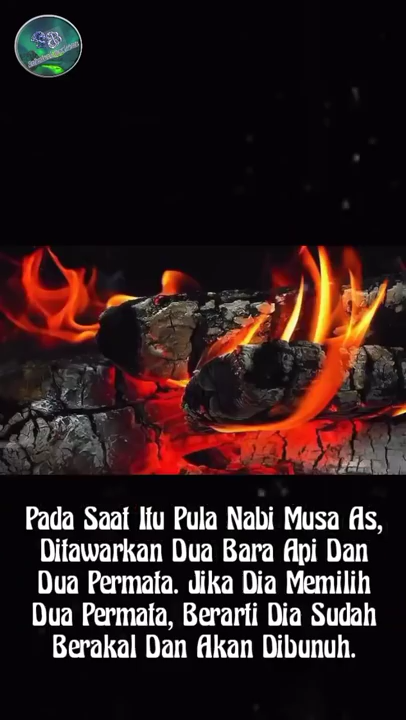 Pada Saat Itu Pula Nabi Musa As,
Ditawarkan Dua Bara Api Dan
Dua Permata. Jika Dia Memilih
Dua Permata, Berarti Dia Sudah
Berakal Dan Akan Dibunuh.